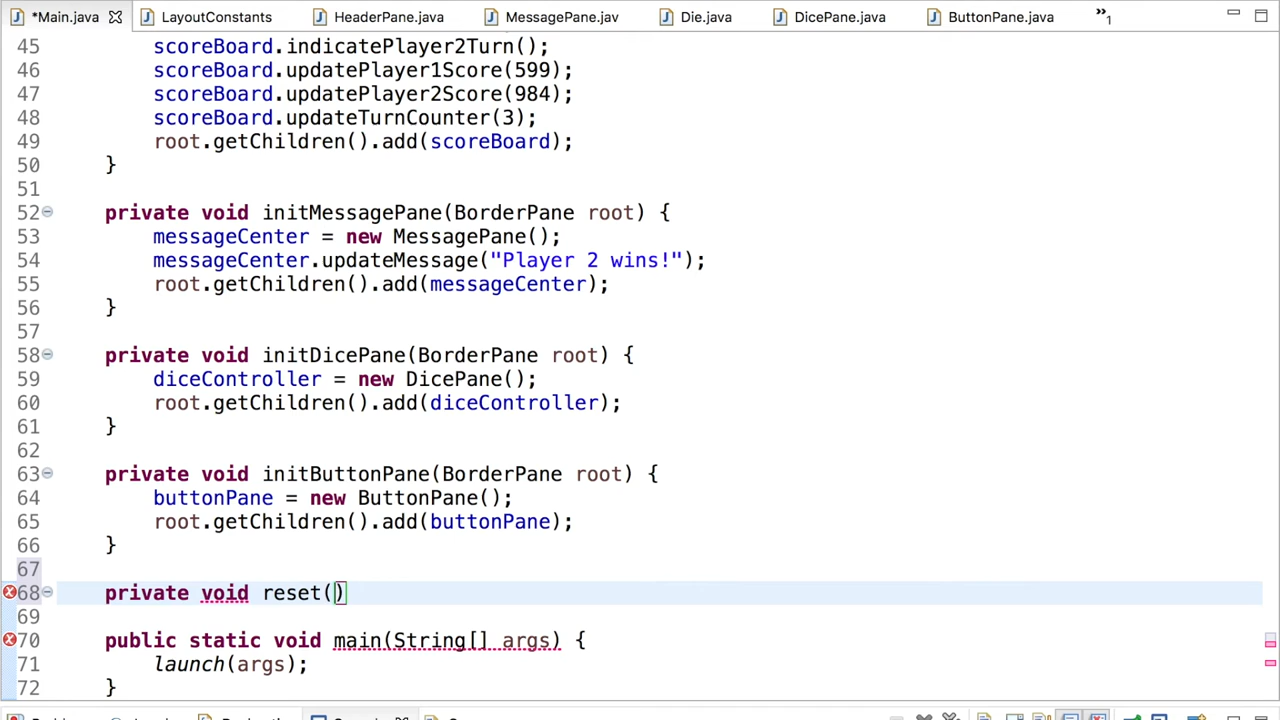 *Main.java LayoutConstants HeaderPane.java MessagePane.jav Die.java DicePane.java ButtonPane.java »1
45 scoreBoard.indicatePlayer2Turn();
46 scoreBoard.updatePlayer1Score(599);
47 scoreBoard.updatePlayer2Score(984);
48 scoreBoard.updateTurnCounter(3);
49 root.getChildren().add(scoreBoard);
50 }
51
52 private void initMessagePane(BorderPane root) {
53 messageCenter = new MessagePane();
54 messageCenter.updateMessage("Player 2 wins!");
55 root.getChildren().add(messageCenter);
56 }
57
58 private void initDicePane(BorderPane root) {
59 diceController = new DicePane();
60 root.getChildren().add(diceController);
61 }
62
63 private void initButtonPane(BorderPane root) {
64 buttonPane = new ButtonPane();
65 root.getChildren().add(buttonPane);
66 }
67
68 private void reset()
69
70 public static void main(String[] args) {
71 launch(args);
72 }